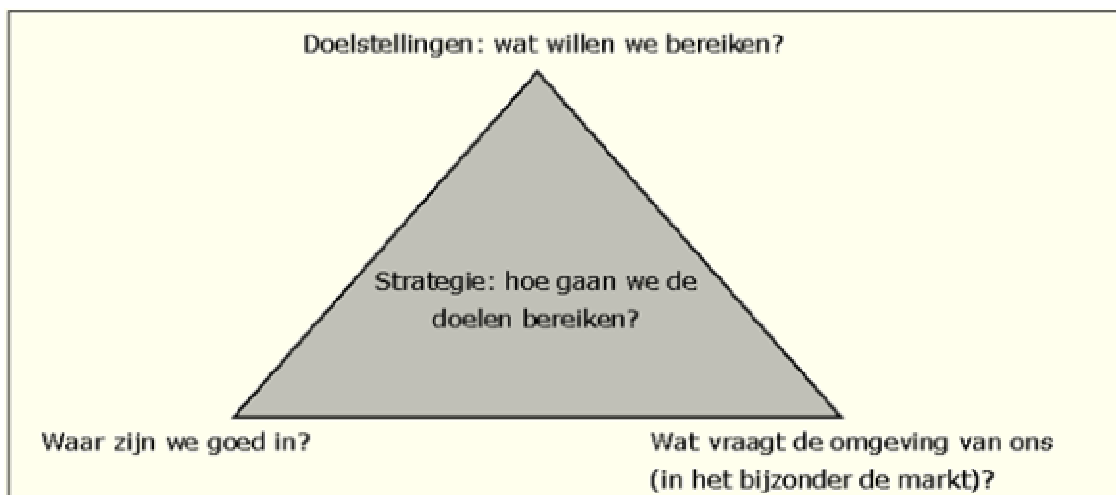 Doelstellingen: wat willen we bereiken?
Strategie: hoe gaan we de
doelen bereiken?
Waar zijn we goed in?
Wat vraagt de omgeving van ons
(in het bijzonder de markt)?